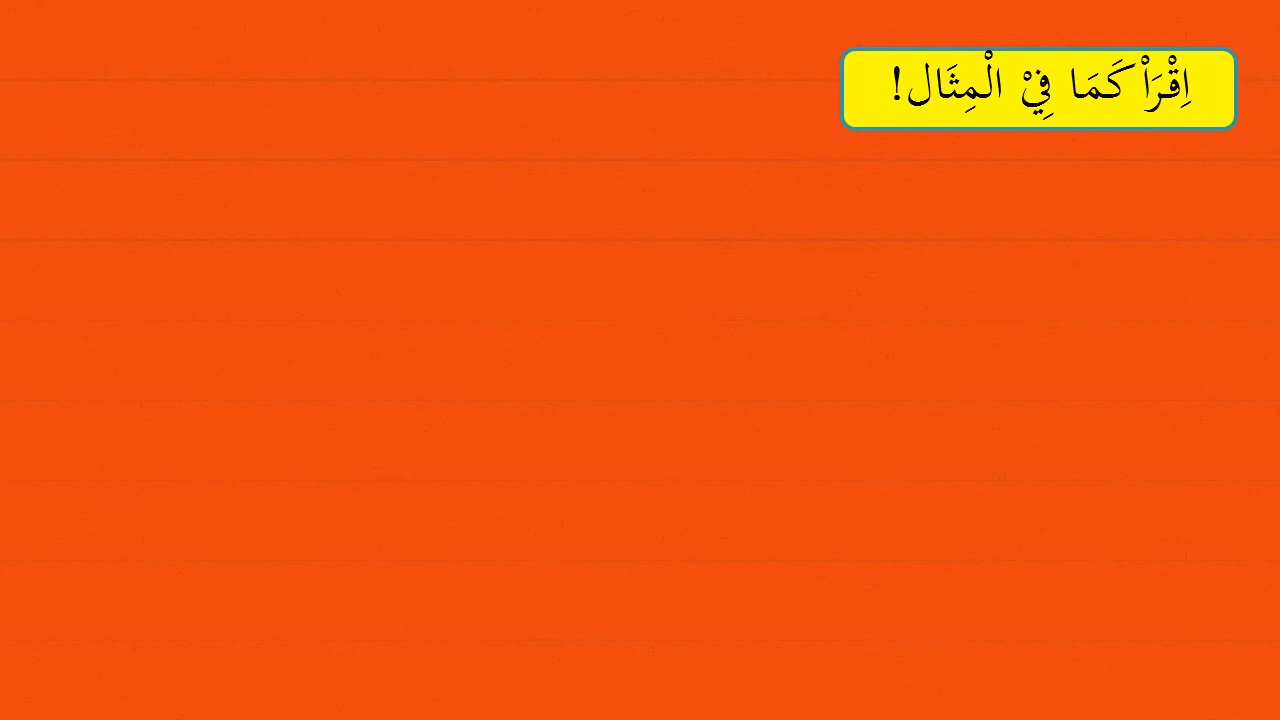 اِقْرَاْ كَمَا فِيْ الْمِثَال!